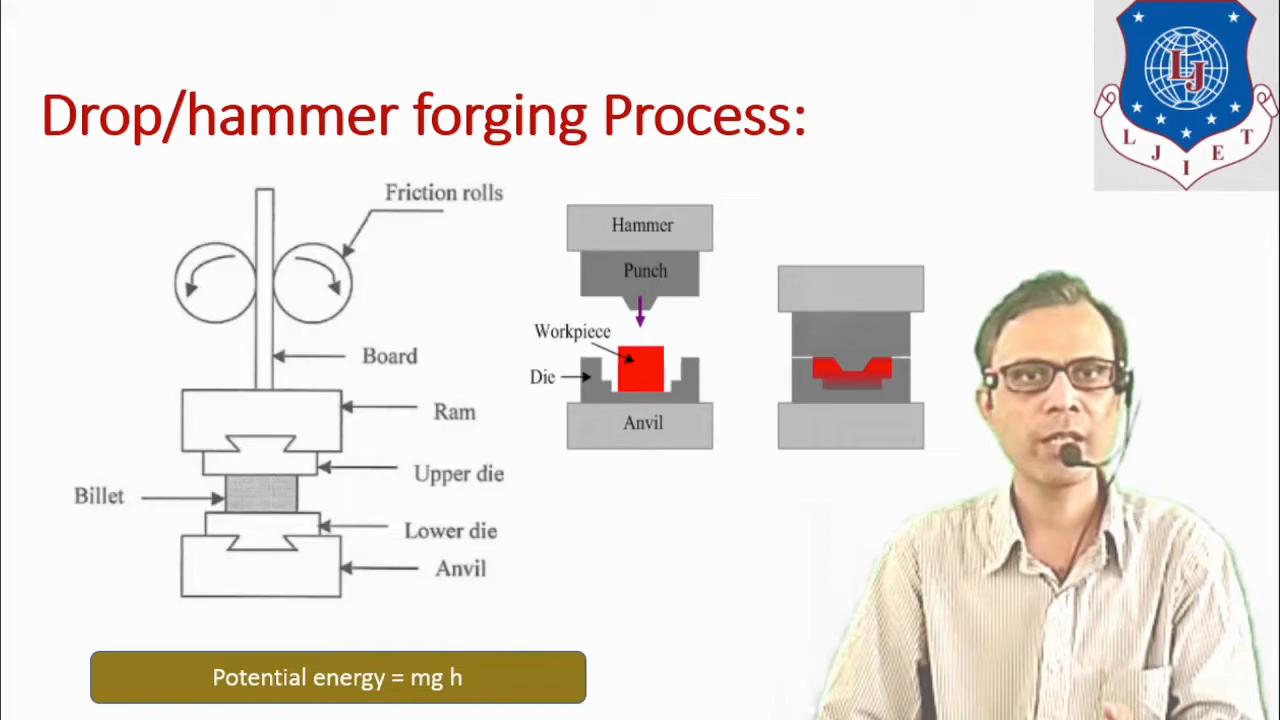 Drop/hammer forging Process:
LJ
L J I E T
Friction rolls
Board
Ram
Upper die
Billet
Lower die
Anvil
Hammer
Punch
Workpiece
Die
Anvil
Potential energy = mg h